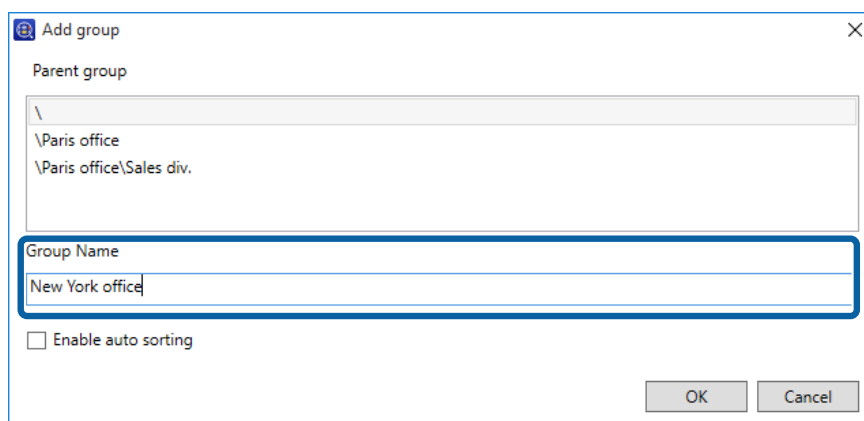 Add group
Parent group
\
\Paris office
\Paris office\Sales div.
Group Name
New York office
Enable auto sorting
OK Cancel